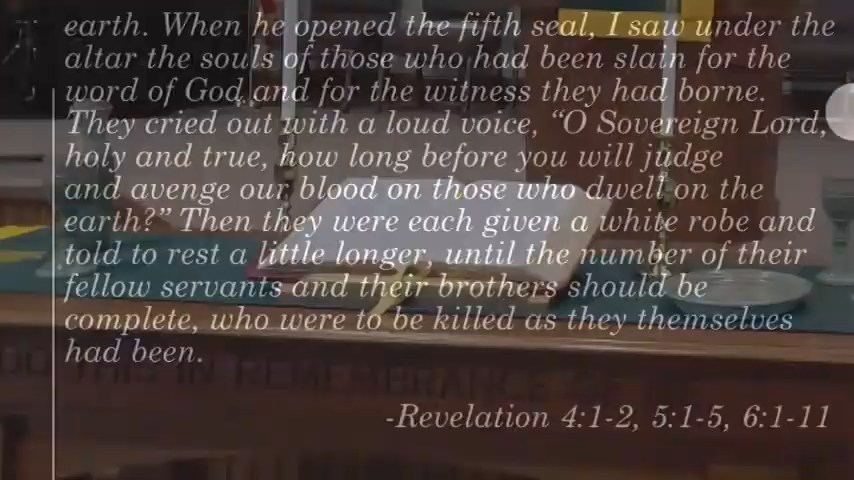 earth. When he opened the fifth seal, I saw under the
altar the souls of those who had been slain for the
word of God and for the witness they had borne.
They cried out with a loud voice, “O Sovereign Lord,
holy and true, how long before you will judge
and avenge our blood on those who dwell on the
earth?” Then they were each given a white robe and
told to rest a little longer, until the number of their
fellow servants and their brothers should be
complete, who were to be killed as they themselves
had been.
-Revelation 4:1-2, 5:1-5, 6:1-11
THIS IN REMEMBRANCE OF